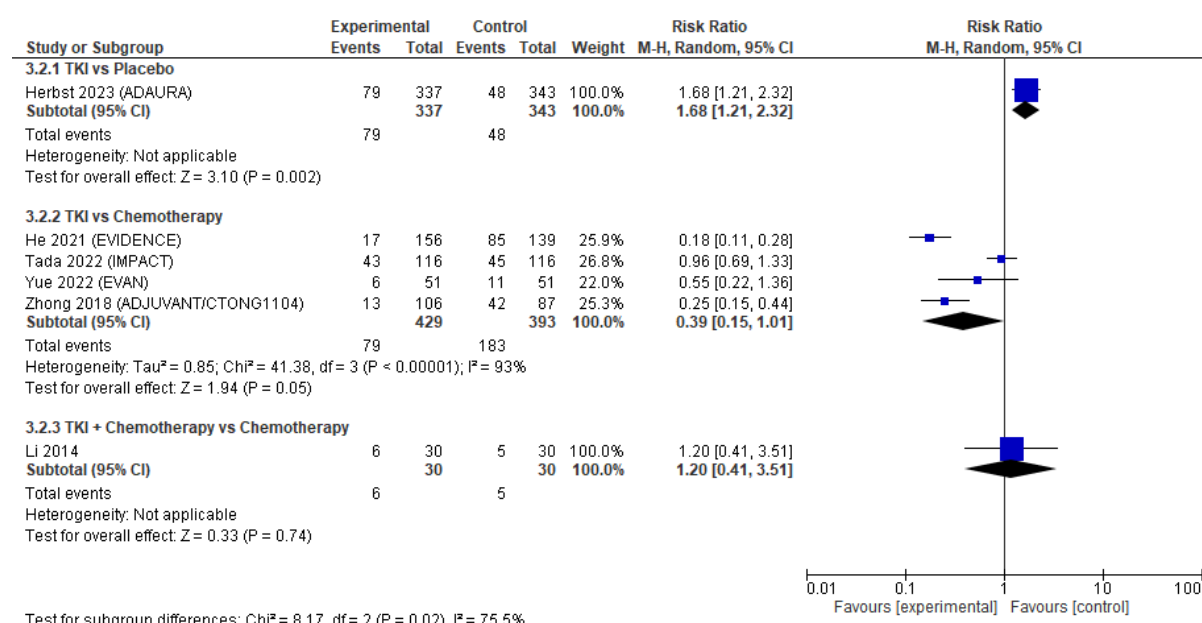 Experimental Control Risk Ratio Risk Ratio
Study or Subgroup Events Total Events Total Weight M-H, Random, 95% CI M-H, Random, 95% CI
3.2.1 TKI vs Placebo
Herbst 2023 (ADAURA) 79 337 48 343 100.0% 1.68 [1.21, 2.32]
Subtotal (95% CI) 337 343 100.0% 1.68 [1.21, 2.32]
Total events 79 48
Heterogeneity: Not applicable
Test for overall effect: Z = 3.10 (P = 0.002)
3.2.2 TKI vs Chemotherapy
He 2021 (EVIDENCE) 17 156 85 139 25.9% 0.18 [0.11, 0.28]
Tada 2022 (IMPACT) 43 116 45 116 26.8% 0.96 [0.69, 1.33]
Yue 2022 (EVAN) 6 51 11 51 22.0% 0.55 [0.22, 1.36]
Zhong 2018 (ADJUVANT/CTONG1104) 13 106 42 87 25.3% 0.25 [0.15, 0.44]
Subtotal (95% CI) 429 393 100.0% 0.39 [0.15, 1.01]
Total events 79 183
Heterogeneity: Tau² = 0.85; Chi² = 41.38, df = 3 (P < 0.00001); I² = 93%
Test for overall effect: Z = 1.94 (P = 0.05)
3.2.3 TKI + Chemotherapy vs Chemotherapy
Li 2014 6 30 5 30 100.0% 1.20 [0.41, 3.51]
Subtotal (95% CI) 30 30 100.0% 1.20 [0.41, 3.51]
Total events 6 5
Heterogeneity: Not applicable
Test for overall effect: Z = 0.33 (P = 0.74)
0.01 0.1 1 10 100
Favours [experimental] Favours [control]
Test for subgroup differences: Chi² = 8.17, df = 2 (P = 0.02), I² = 75.5%